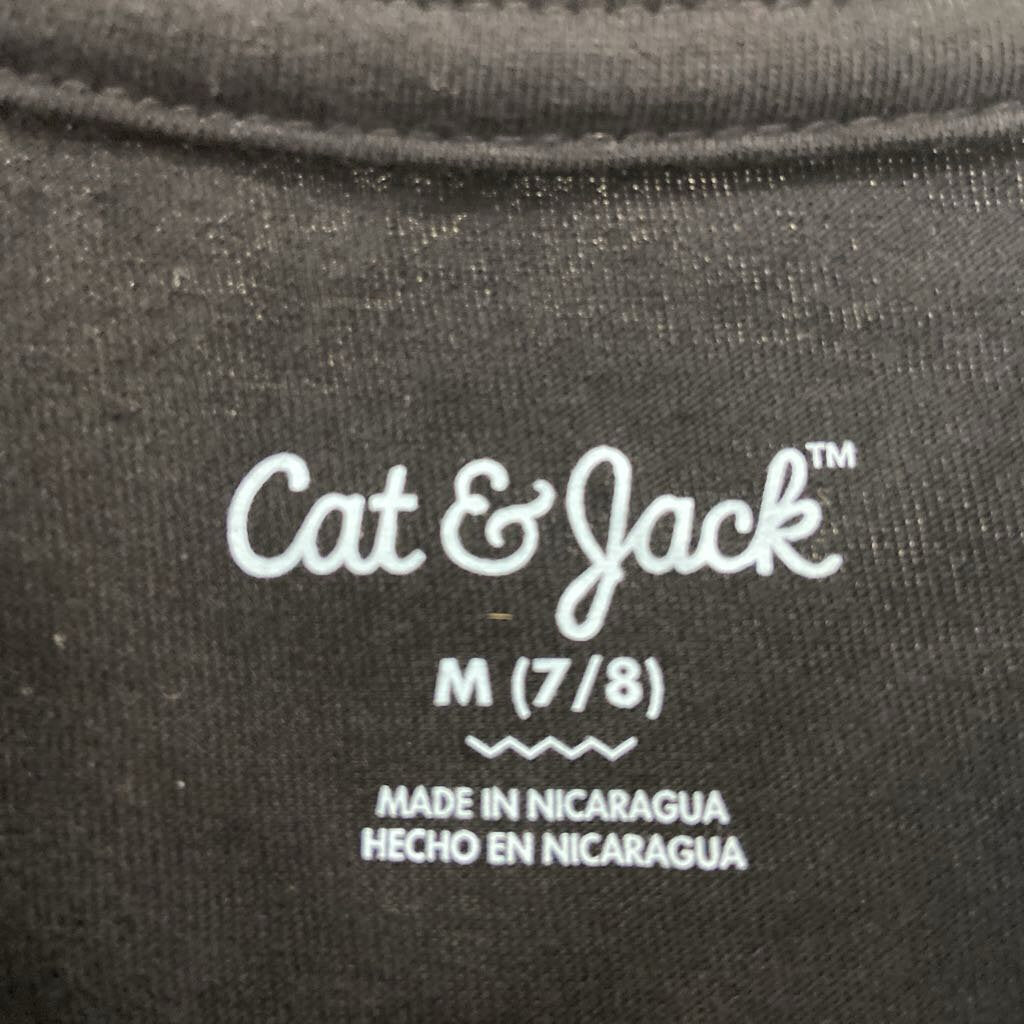 Cat & Jack™
M (7/8)
MADE IN NICARAGUA
HECHO EN NICARAGUA